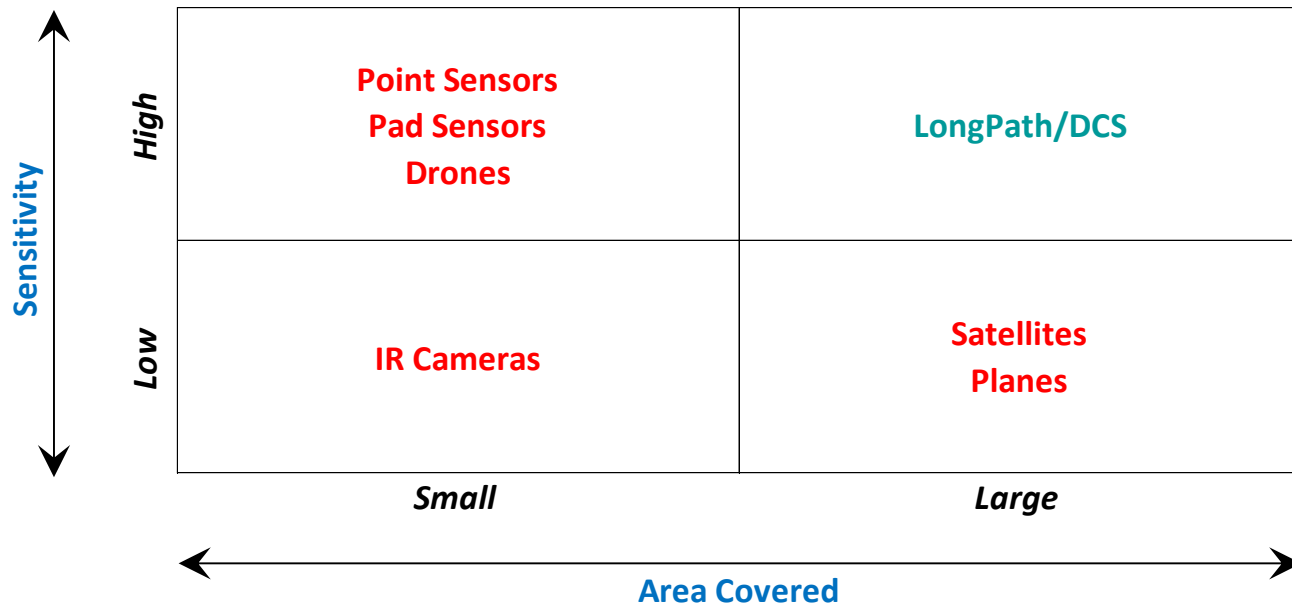 Sensitivity
High
Point Sensors
Pad Sensors
Drones
LongPath/DCS
Low
IR Cameras
Satellites
Planes
Small
Large
Area Covered